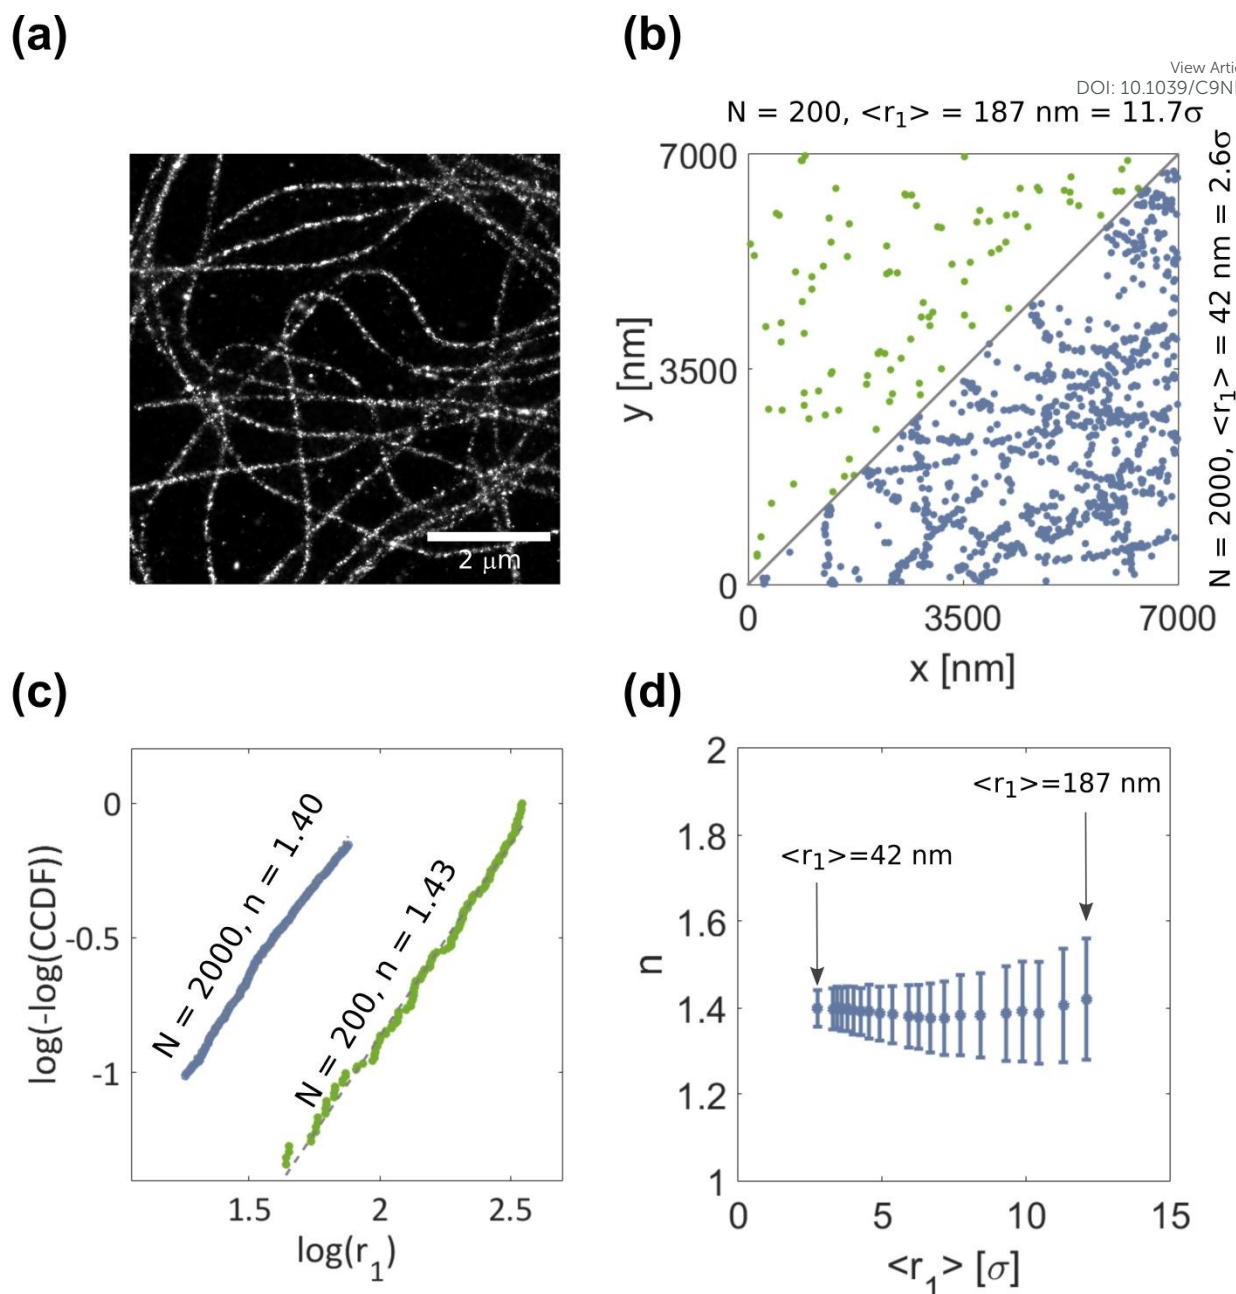 (a)
2 μm
(b)
View Arti
DOI: 10.1039/C9N
N = 200, <r₁> = 187 nm = 11.7σ
N = 2000, <r₁> = 42 nm = 2.6σ
7000
3500
0
y [nm]
0 3500 7000
x [nm]
(c)
0
-0.5
-1
log(-log(CCDF))
N = 2000, n = 1.40
N = 200, n = 1.43
1.5 2 2.5
log(r₁)
(d)
2
1.8
1.6
1.4
1.2
1
n
<r₁>=187 nm
<r₁>=42 nm
0 5 10 15
<r₁> [σ]